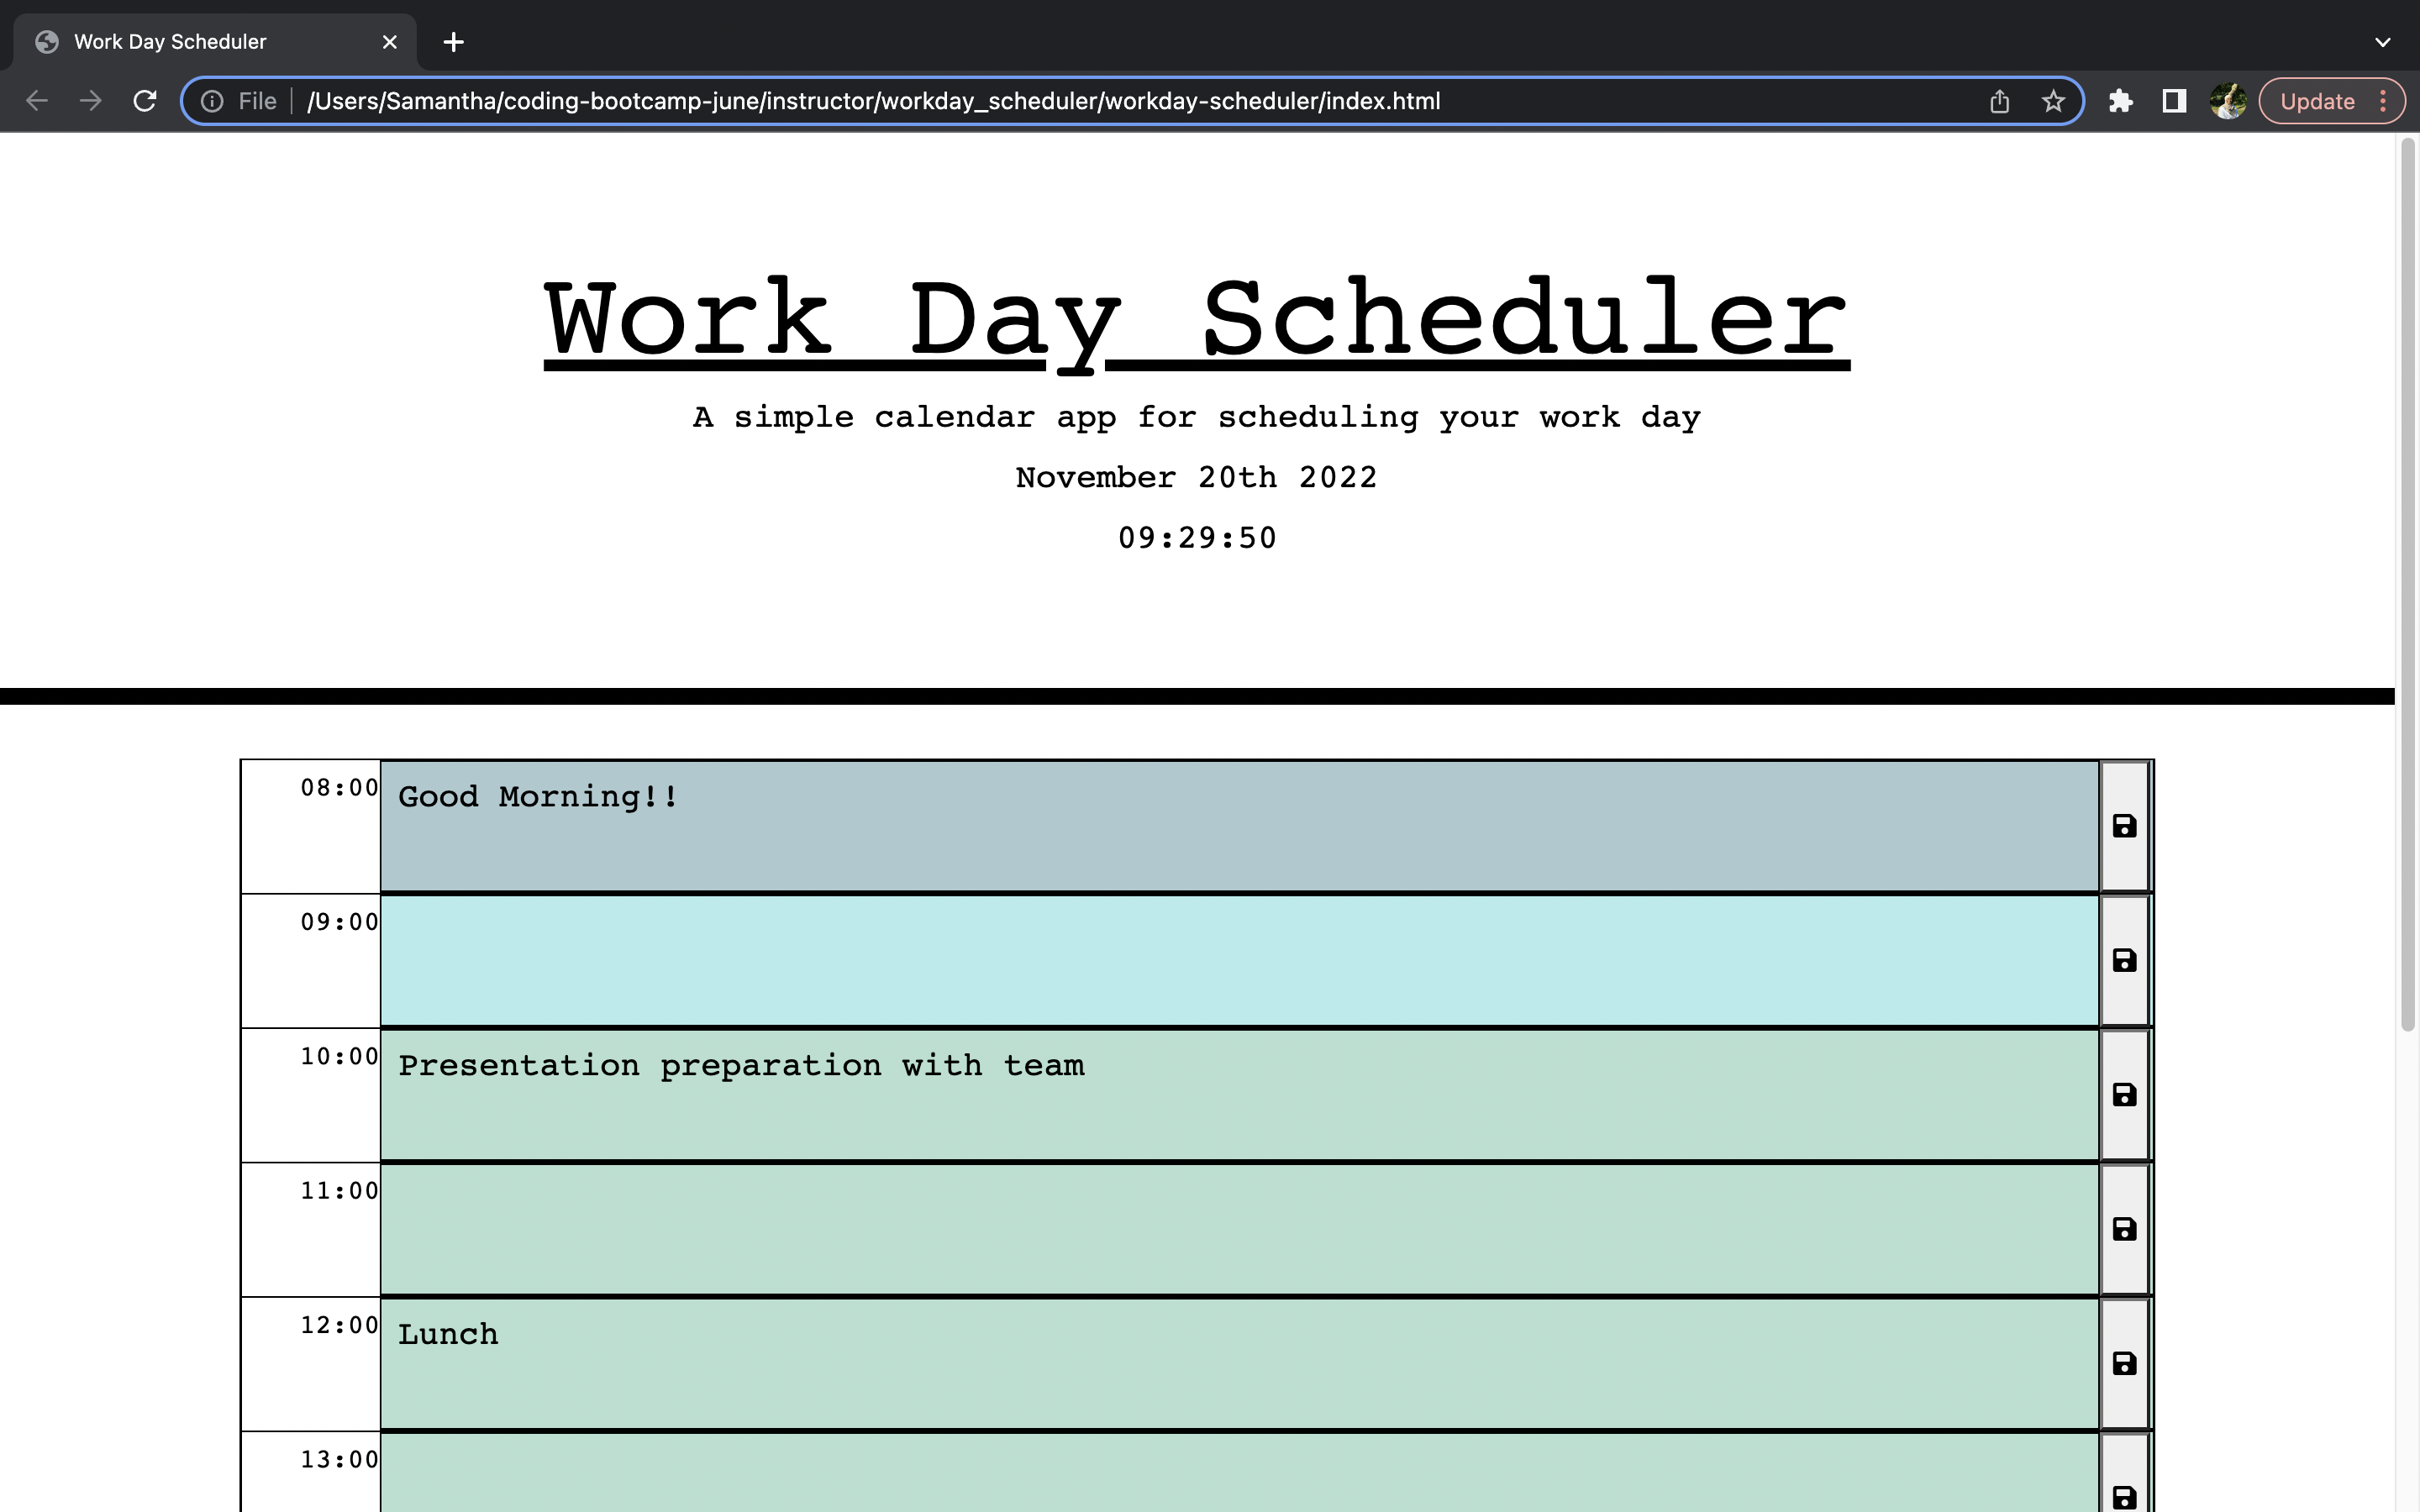 Work Day Scheduler
File /Users/Samantha/coding-bootcamp-june/instructor/workday_scheduler/workday-scheduler/index.html
Update
Work Day Scheduler
A simple calendar app for scheduling your work day
November 20th 2022
09:29:50
08:00 Good Morning!!
09:00
10:00 Presentation preparation with team
11:00
12:00 Lunch
13:00